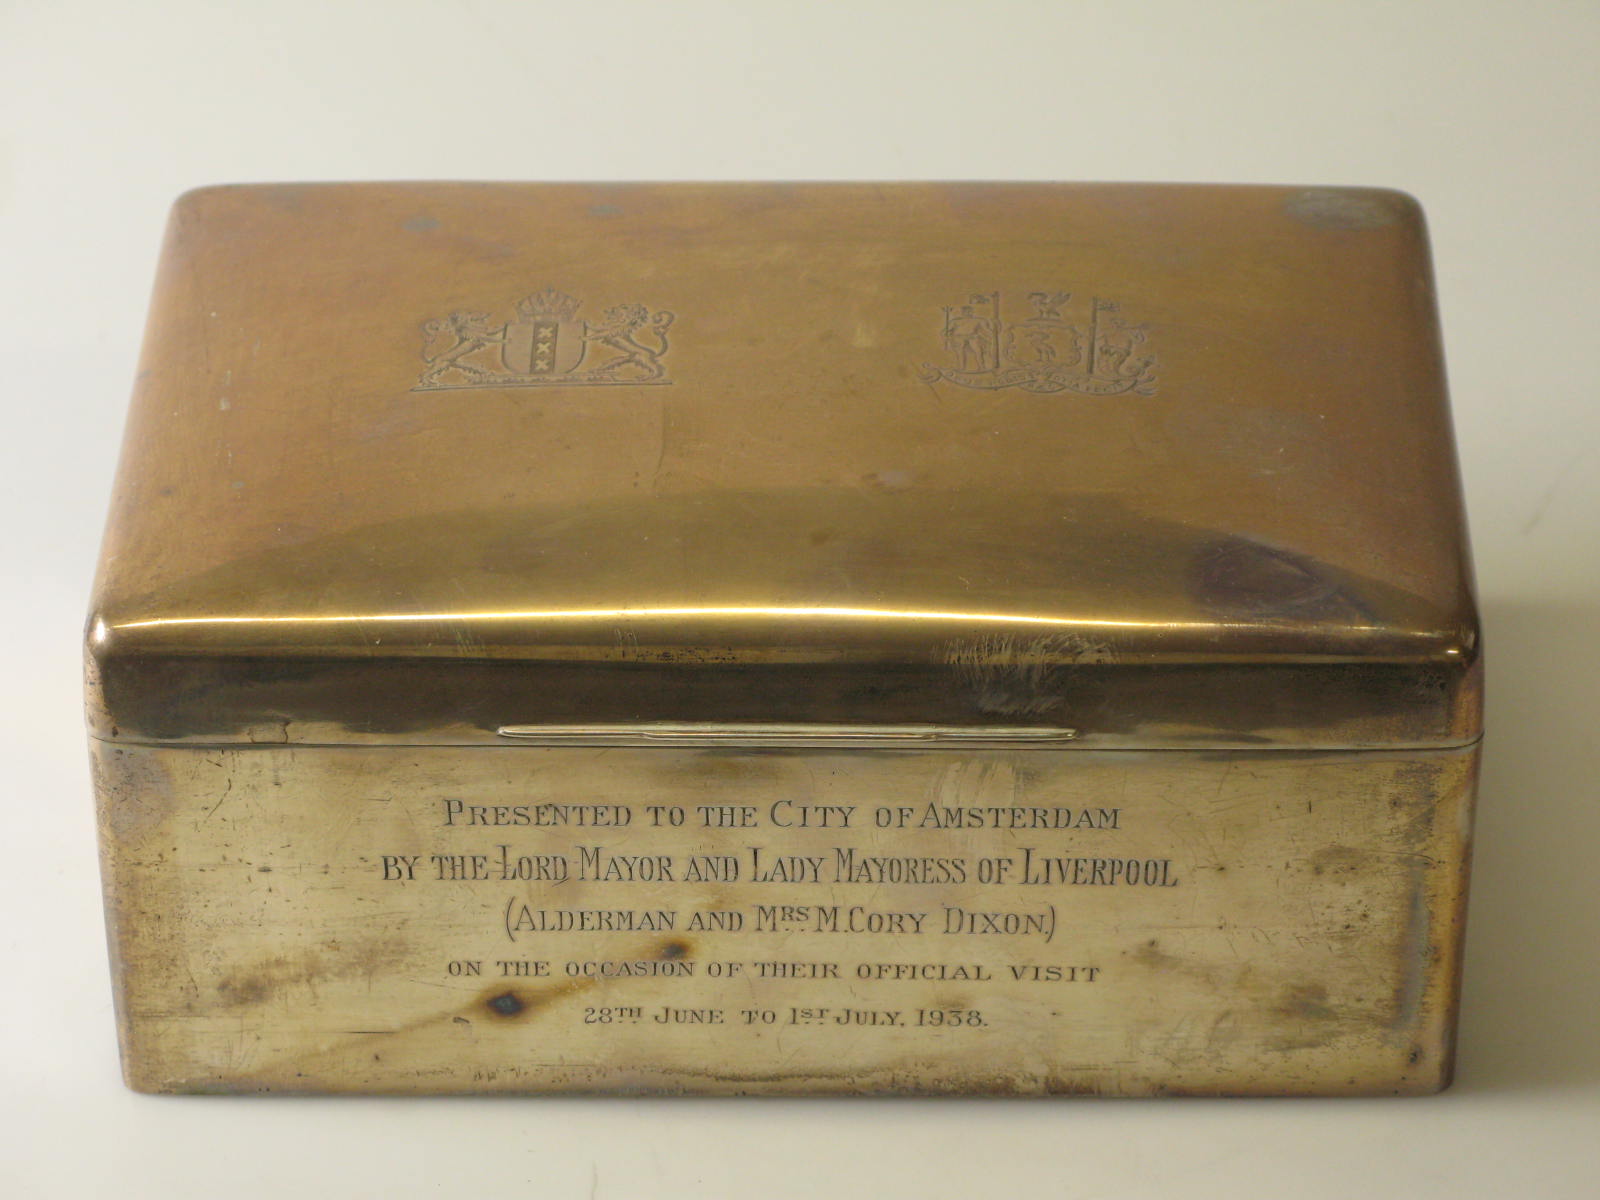 PRESENTED TO THE CITY OF AMSTERDAM
BY THE LORD MAYOR AND LADY MAYORESS OF LIVERPOOL
(ALDERMAN AND MRS. M. CORY DIXON.)
ON THE OCCASION OF THEIR OFFICIAL VISIT
28TH JUNE TO 1ST JULY, 1938.